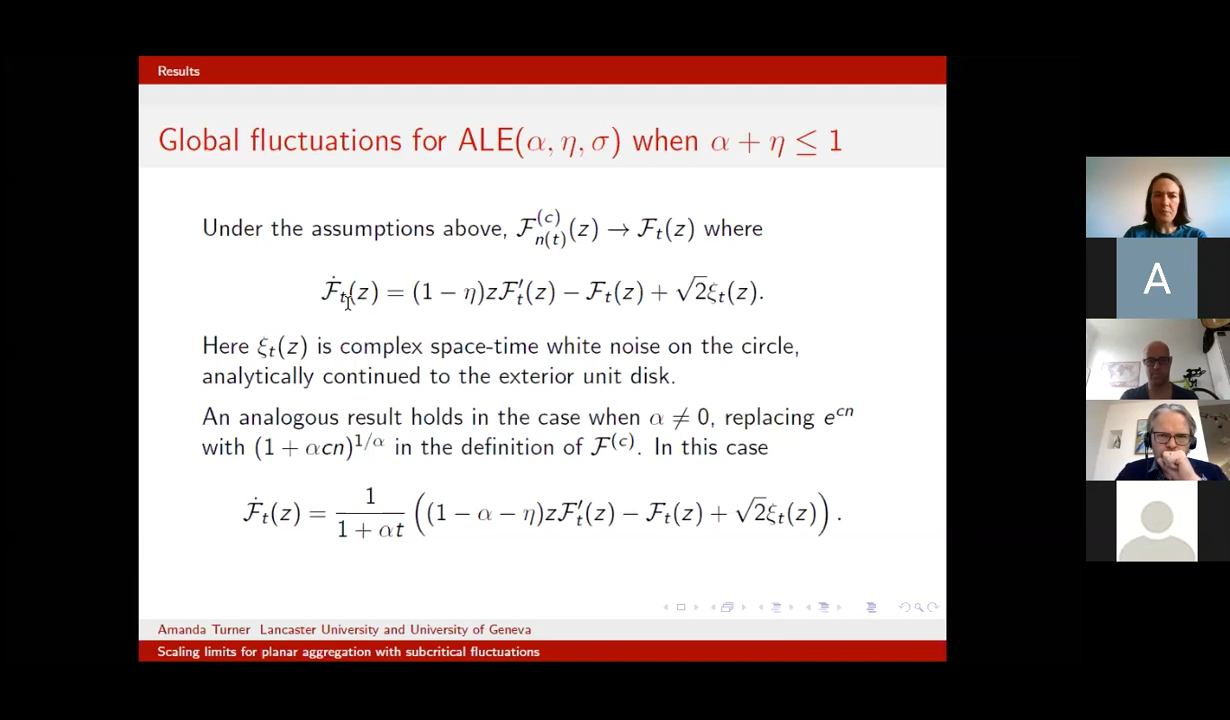 Results
Global fluctuations for ALE(α, η, σ) when α + η ≤ 1
Under the assumptions above, F^{(c)}_{n(t)}(z) → F_t(z) where
Ḟ_t(z) = (1 − η)zF′_t(z) − F_t(z) + √2ξ_t(z).
Here ξ_t(z) is complex space-time white noise on the circle,
analytically continued to the exterior unit disk.
An analogous result holds in the case when α ≠ 0, replacing e^{cn}
with (1 + αcn)^{1/α} in the definition of F^{(c)}. In this case
Ḟ_t(z) = 1/(1 + αt) ((1 − α − η)zF′_t(z) − F_t(z) + √2ξ_t(z)).
A
Amanda Turner Lancaster University and University of Geneva
Scaling limits for planar aggregation with subcritical fluctuations